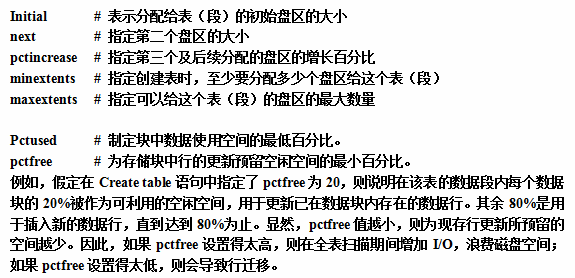 Initial # 表示分配给表（段）的初始盘区的大小
next # 指定第二个盘区的大小
pctincrease # 指定第三个及后续分配的盘区的增长百分比
minextents # 指定创建表时，至少要分配多少个盘区给这个表（段）
maxextents # 指定可以给这个表（段）的盘区的最大数量
Pctused # 制定块中数据使用空间的最低百分比。
pctfree # 为存储块中行的更新预留空闲空间的最小百分比。
例如，假定在 Create table 语句中指定了 pctfree 为 20，则说明在该表的数据段内每个数据
块的 20%被作为可利用的空闲空间，用于更新已在数据块内存在的数据行。其余 80%是用
于插入新的数据行，直到达到 80%为止。显然，pctfree 值越小，则为现存行更新所预留的
空间越少。因此，如果 pctfree 设置得太高，则在全表扫描期间增加 I/O，浪费磁盘空间；
如果 pctfree 设置得太低，则会导致行迁移。